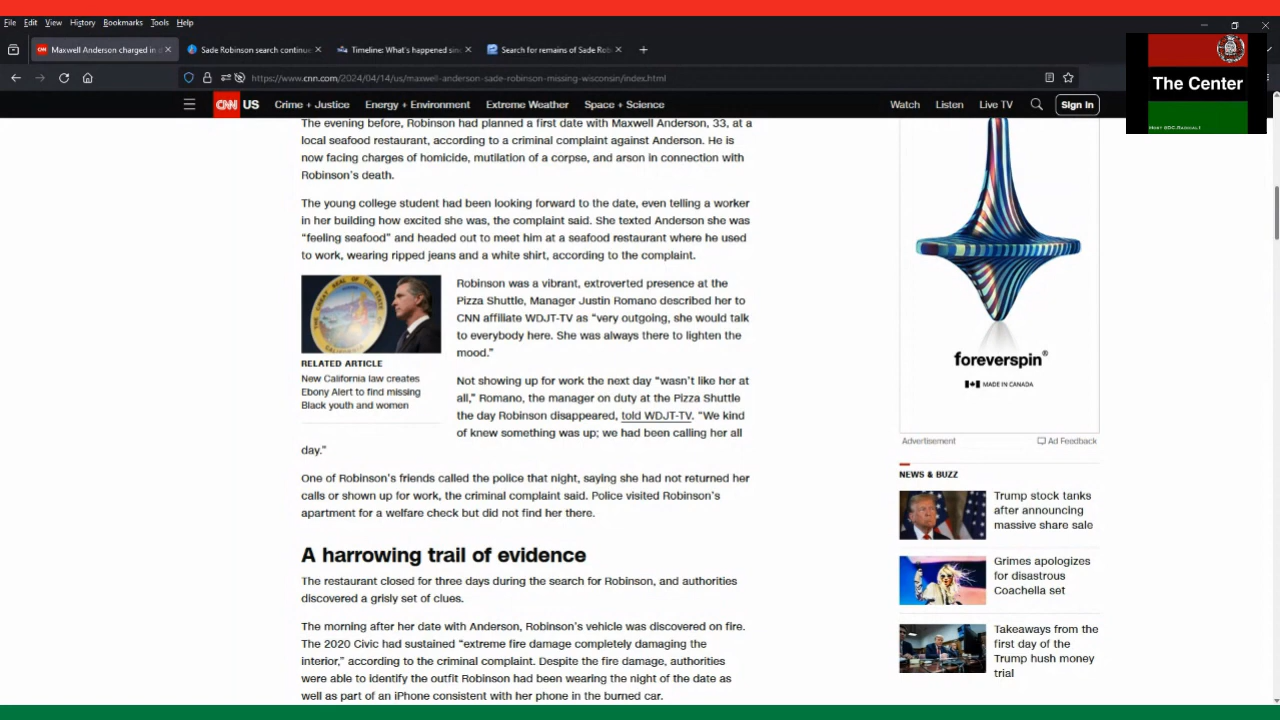 File Edit View History Bookmarks Tools Help
Maxwell Anderson charged in d
Sade Robinson search continue
Timeline: What's happened sin
Search for remains of Sade Rob
https://www.cnn.com/2024/04/14/us/maxwell-anderson-sade-robinson-missing-wisconsin/index.html
The Center
HOST @DC.RADICAL1
CNN US Crime + Justice Energy + Environment Extreme Weather Space + Science Watch Listen Live TV Sign in
The evening before, Robinson had planned a first date with Maxwell Anderson, 33, at a
local seafood restaurant, according to a criminal complaint against Anderson. He is
now facing charges of homicide, mutilation of a corpse, and arson in connection with
Robinson's death.
The young college student had been looking forward to the date, even telling a worker
in her building how excited she was, the complaint said. She texted Anderson she was
“feeling seafood” and headed out to meet him at a seafood restaurant where he used
to work, wearing ripped jeans and a white shirt, according to the complaint.
RELATED ARTICLE
New California law creates
Ebony Alert to find missing
Black youth and women
Robinson was a vibrant, extroverted presence at the
Pizza Shuttle, Manager Justin Romano described her to
CNN affiliate WDJT-TV as “very outgoing, she would talk
to everybody here. She was always there to lighten the
mood.”
Not showing up for work the next day “wasn't like her at
all,” Romano, the manager on duty at the Pizza Shuttle
the day Robinson disappeared, told WDJT-TV. “We kind
of knew something was up; we had been calling her all
day.”
One of Robinson's friends called the police that night, saying she had not returned her
calls or shown up for work, the criminal complaint said. Police visited Robinson's
apartment for a welfare check but did not find her there.
A harrowing trail of evidence
The restaurant closed for three days during the search for Robinson, and authorities
discovered a grisly set of clues.
The morning after her date with Anderson, Robinson's vehicle was discovered on fire.
The 2020 Civic had sustained “extreme fire damage completely damaging the
interior,” according to the criminal complaint. Despite the fire damage, authorities
were able to identify the outfit Robinson had been wearing the night of the date as
well as part of an iPhone consistent with her phone in the burned car.
foreverspin®
MADE IN CANADA
Advertisement Ad Feedback
NEWS & BUZZ
Trump stock tanks
after announcing
massive share sale
Grimes apologizes
for disastrous
Coachella set
Takeaways from the
first day of the
Trump hush money
trial